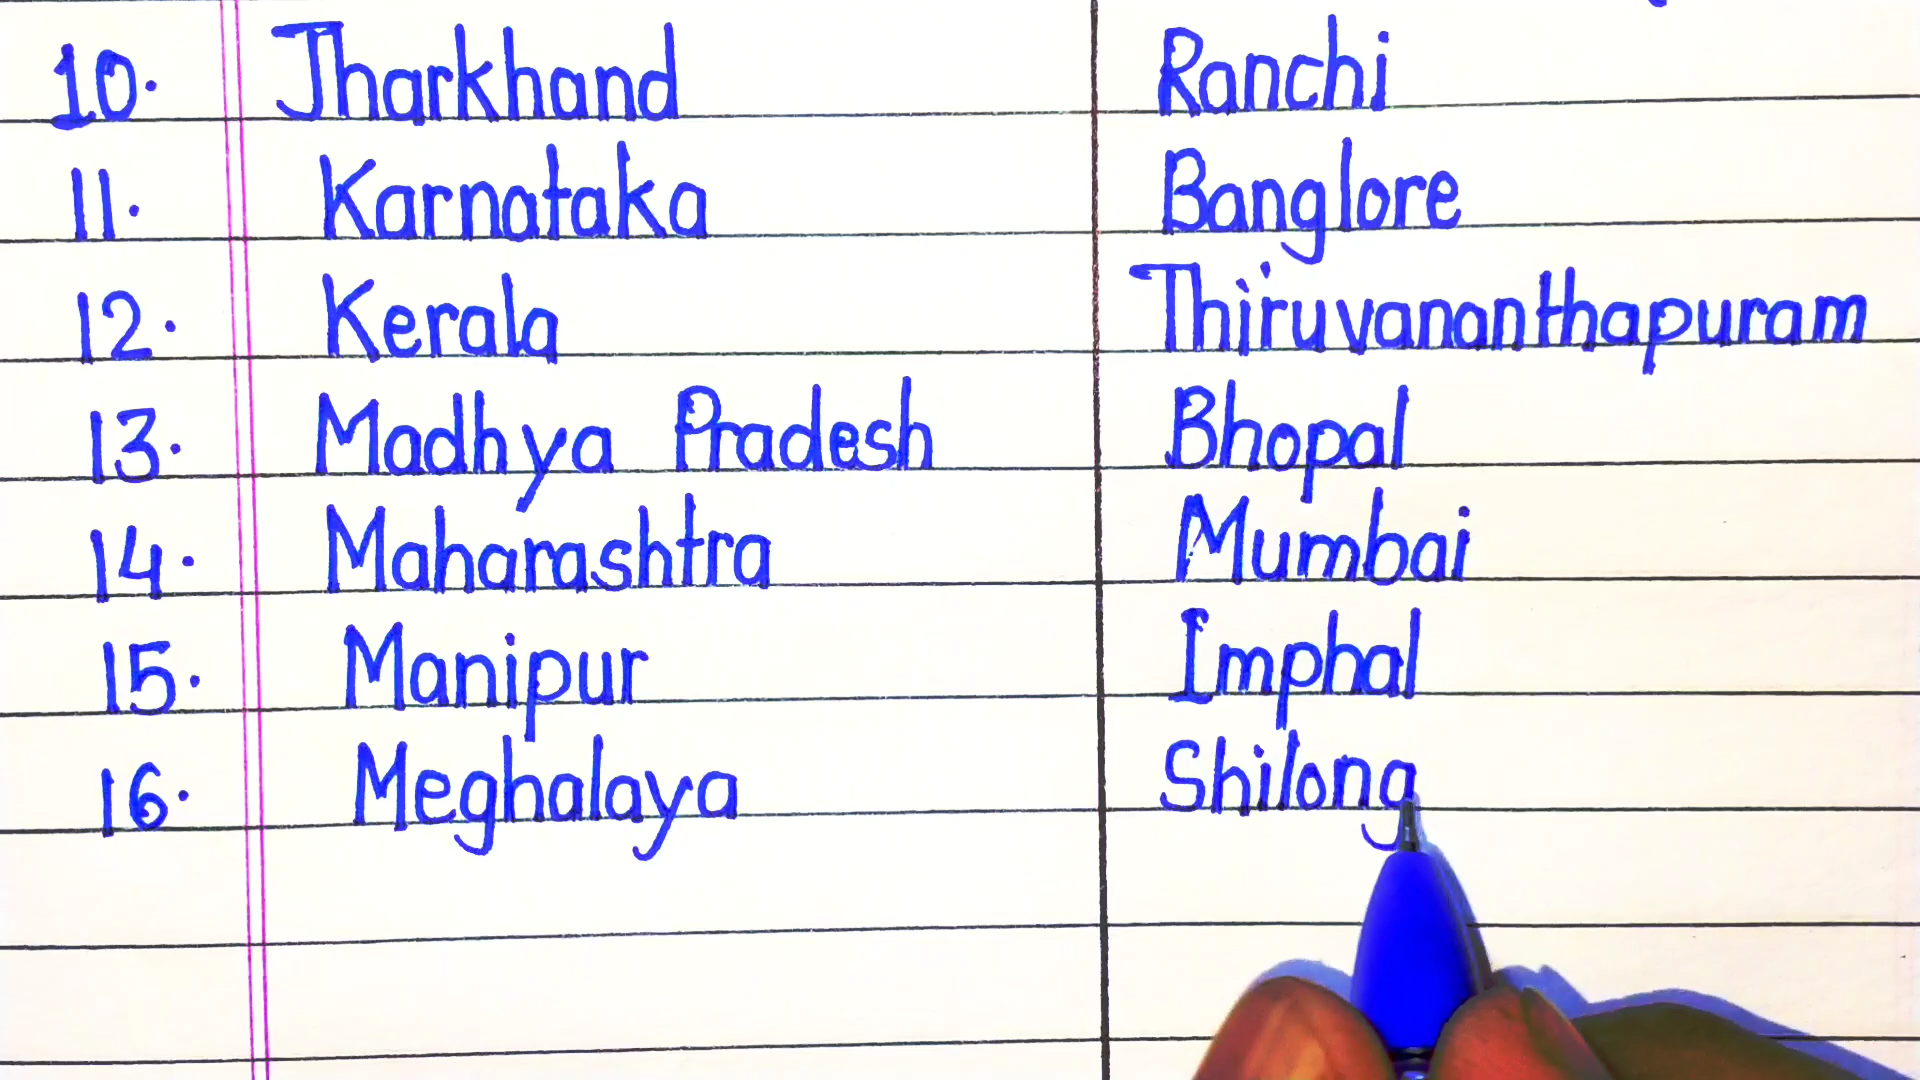 10. Jharkhand Ranchi
11. Karnataka Banglore
12. Kerala Thiruvananthapuram
13. Madhya Pradesh Bhopal
14. Maharashtra Mumbai
15. Manipur Imphal
16. Meghalaya Shilong